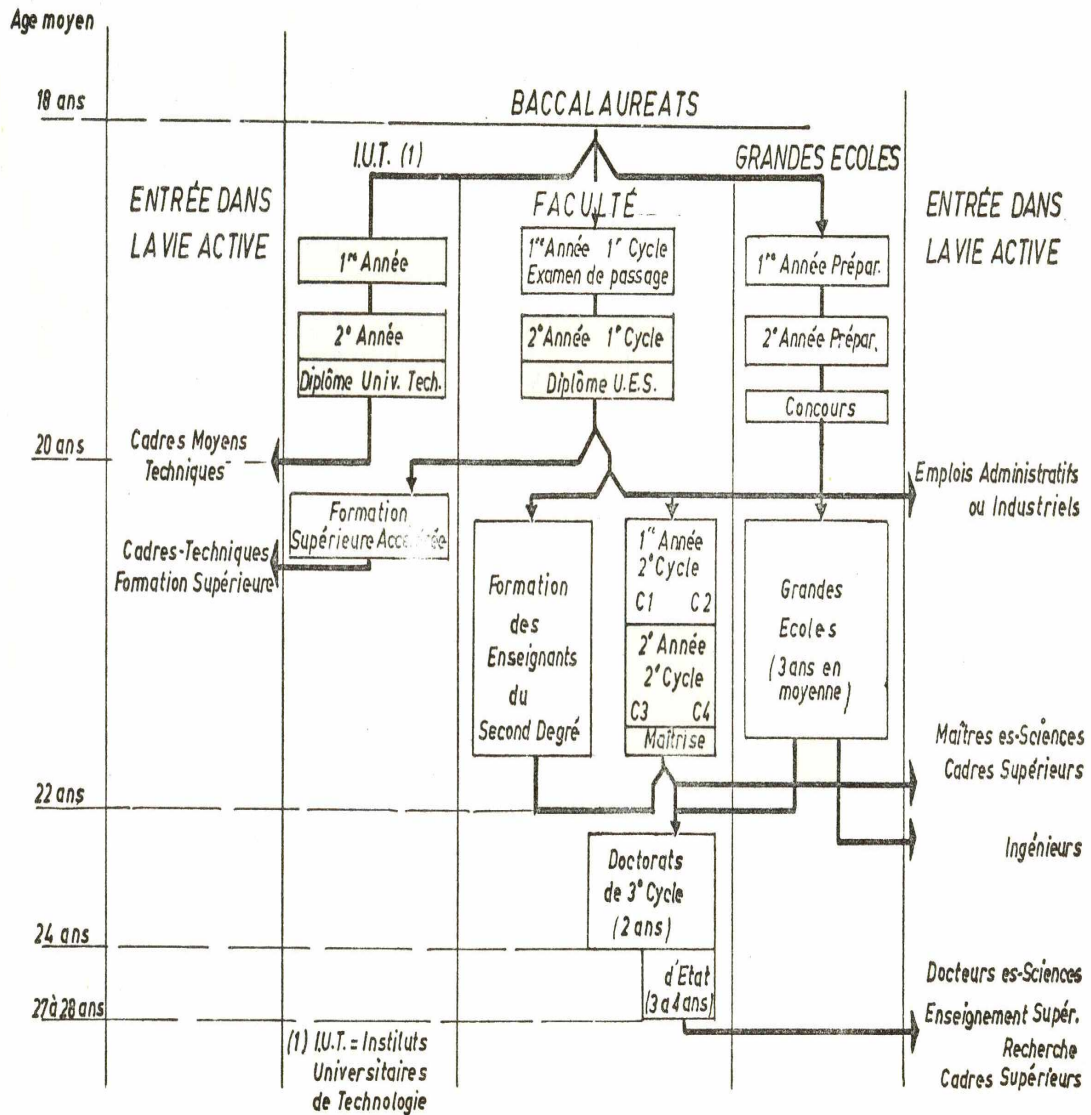 Age moyen
18 ans
BACCALAUREATS
I.U.T. (1)
GRANDES ECOLES
ENTRÉE DANS
LA VIE ACTIVE
FACULTÉ
ENTRÉE DANS
LA VIE ACTIVE
1re Année
1re Année 1r Cycle
Examen de passage
1re Année Prépar.
2e Année
Diplôme Univ. Tech.
2e Année 1e Cycle
Diplôme U.E.S.
2e Année Prépar.
Concours
20 ans
Cadres Moyens
Techniques
Emplois Administratifs
ou Industriels
Formation
Supérieure
Cadres-Techniques
Formation Supérieure
Formation
des
Enseignants
du
Second Degré
1re Année
2e Cycle
C1 C2
2e Année
2e Cycle
C3 C4
Maîtrise
Grandes
Ecoles
(3 ans en
moyenne)
Maîtres es-Sciences
Cadres Supérieurs
22 ans
Ingénieurs
Doctorats
de 3e Cycle
(2 ans)
24 ans
d'Etat
(3 a 4 ans)
Docteurs es-Sciences
27 à 28 ans
Enseignement Supér.
Recherche
Cadres Supérieurs
(1) I.U.T. = Instituts
Universitaires
de Technologie